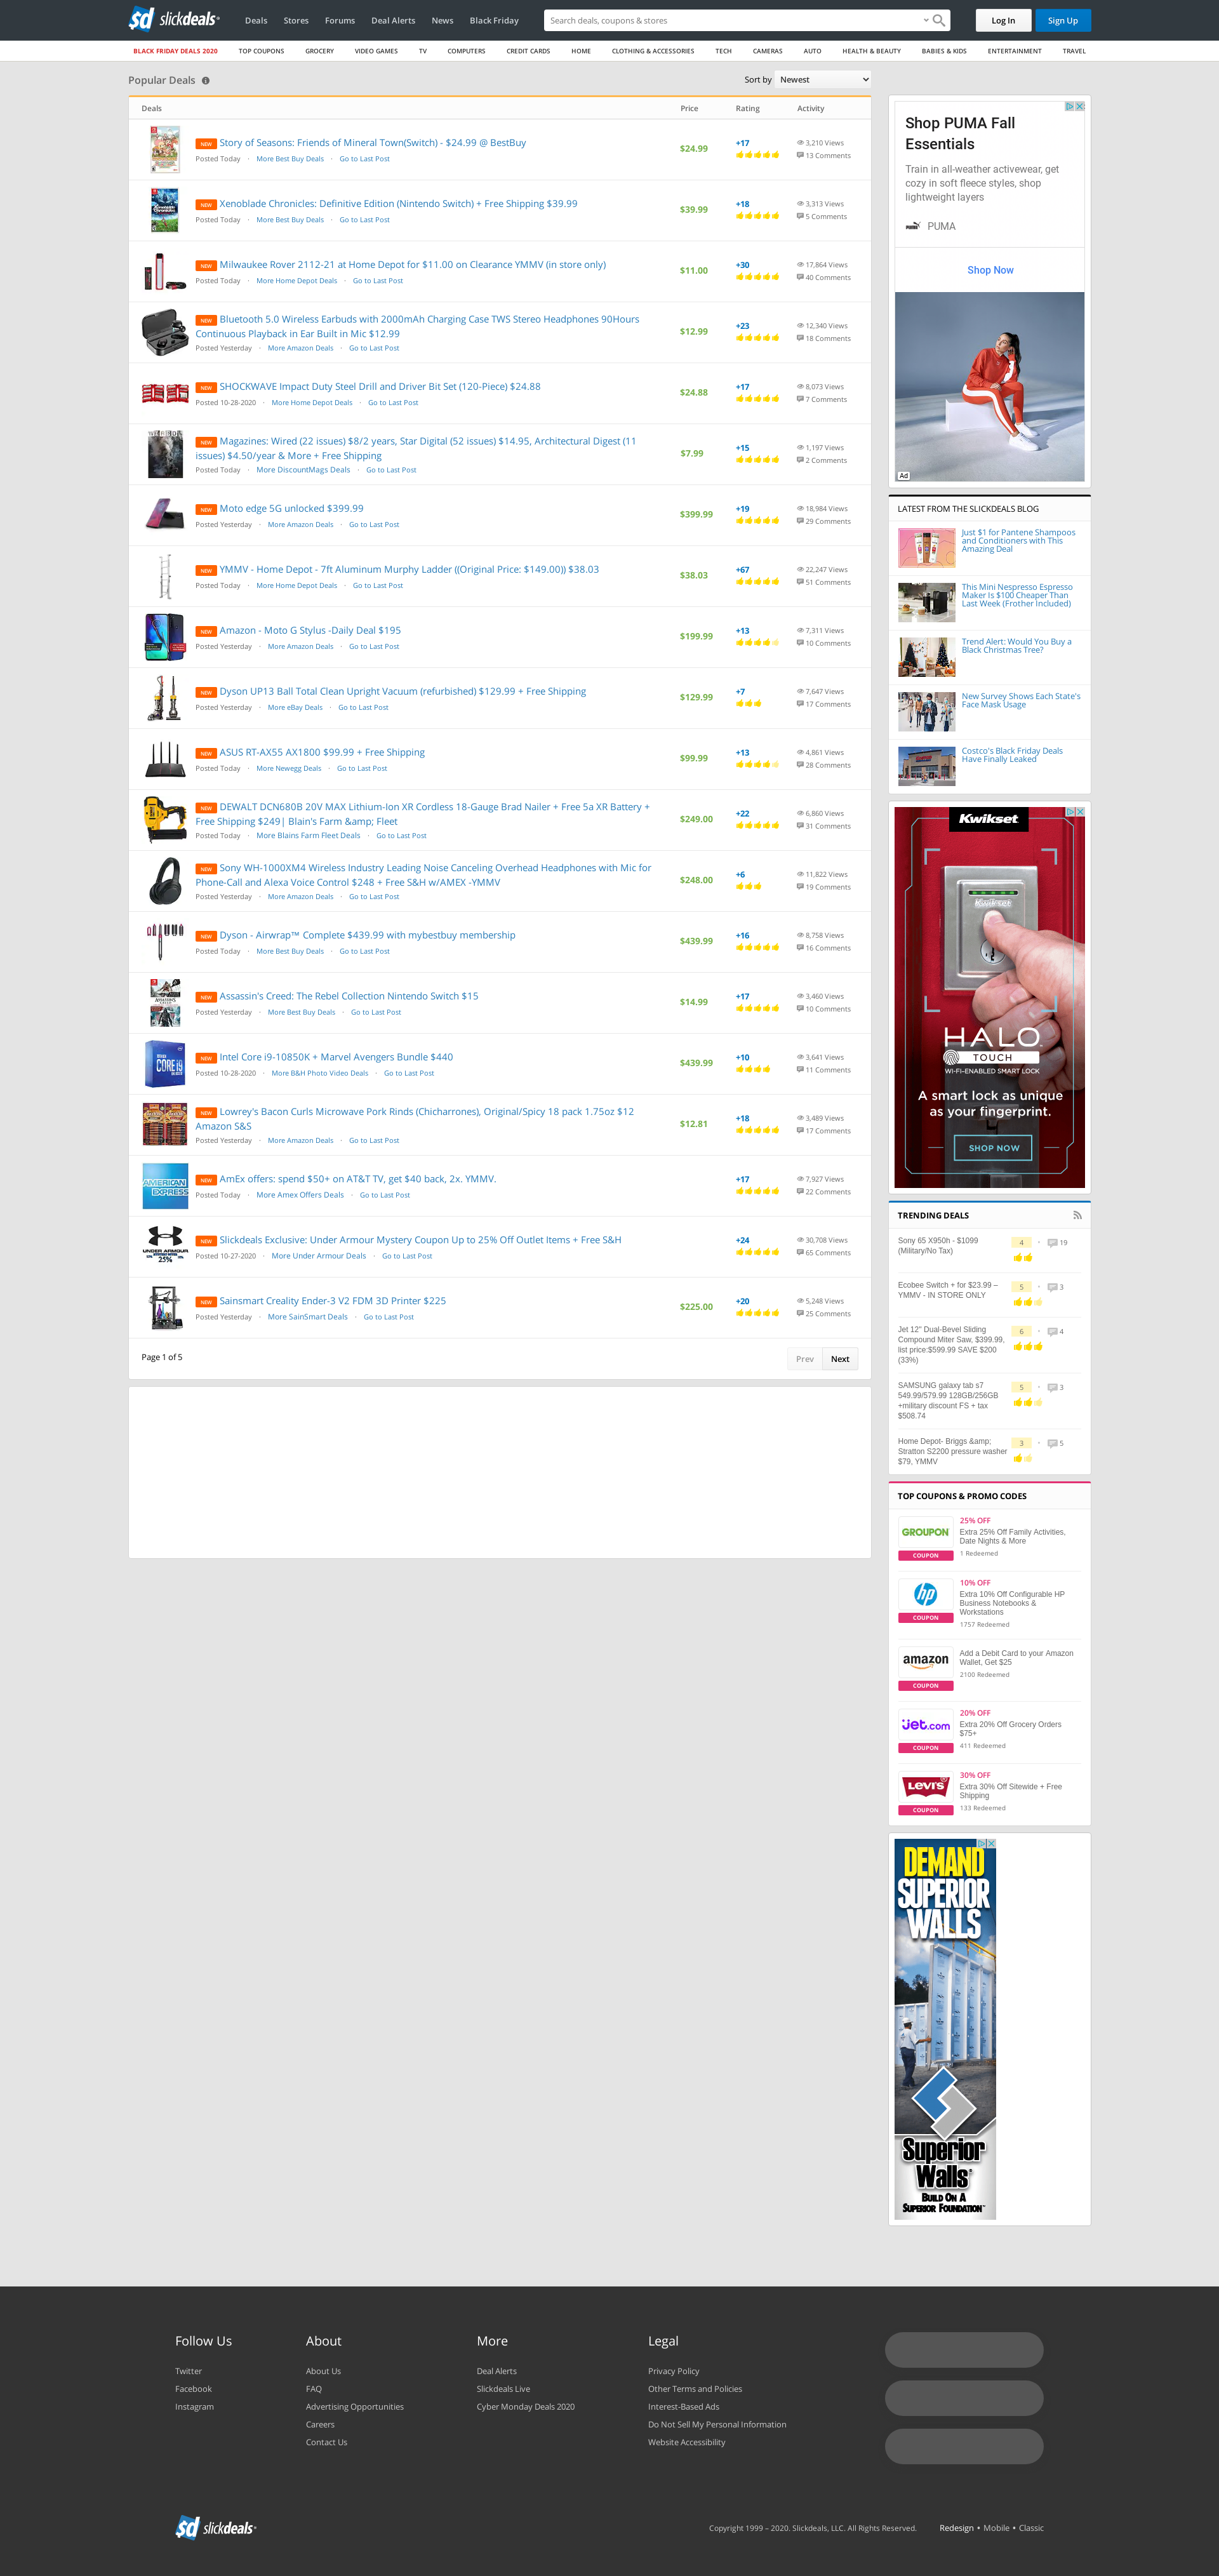 sd slickdeals
Deals
Stores
Forums
Deal Alerts
News
Black Friday
Search deals, coupons & stores
Log In
Sign Up
BLACK FRIDAY DEALS 2020
TOP COUPONS
GROCERY
VIDEO GAMES
TV
COMPUTERS
CREDIT CARDS
HOME
CLOTHING & ACCESSORIES
TECH
CAMERAS
AUTO
HEALTH & BEAUTY
BABIES & KIDS
ENTERTAINMENT
TRAVEL
Popular Deals
Sort by Newest
Deals Price Rating Activity
NEW Story of Seasons: Friends of Mineral Town(Switch) - $24.99 @ BestBuy
Posted Today · More Best Buy Deals · Go to Last Post
$24.99
+17
3,210 Views
13 Comments
NEW Xenoblade Chronicles: Definitive Edition (Nintendo Switch) + Free Shipping $39.99
Posted Today · More Best Buy Deals · Go to Last Post
$39.99
+18
3,313 Views
5 Comments
NEW Milwaukee Rover 2112-21 at Home Depot for $11.00 on Clearance YMMV (in store only)
Posted Today · More Home Depot Deals · Go to Last Post
$11.00
+30
17,864 Views
40 Comments
NEW Bluetooth 5.0 Wireless Earbuds with 2000mAh Charging Case TWS Stereo Headphones 90Hours
Continuous Playback in Ear Built in Mic $12.99
Posted Yesterday · More Amazon Deals · Go to Last Post
$12.99
+23
12,340 Views
18 Comments
NEW SHOCKWAVE Impact Duty Steel Drill and Driver Bit Set (120-Piece) $24.88
Posted 10-28-2020 · More Home Depot Deals · Go to Last Post
$24.88
+17
8,073 Views
7 Comments
NEW Magazines: Wired (22 issues) $8/2 years, Star Digital (52 issues) $14.95, Architectural Digest (11
issues) $4.50/year & More + Free Shipping
Posted Today · More DiscountMags Deals · Go to Last Post
$7.99
+15
1,197 Views
2 Comments
NEW Moto edge 5G unlocked $399.99
Posted Yesterday · More Amazon Deals · Go to Last Post
$399.99
+19
18,984 Views
29 Comments
NEW YMMV - Home Depot - 7ft Aluminum Murphy Ladder ((Original Price: $149.00)) $38.03
Posted Today · More Home Depot Deals · Go to Last Post
$38.03
+67
22,247 Views
51 Comments
NEW Amazon - Moto G Stylus -Daily Deal $195
Posted Yesterday · More Amazon Deals · Go to Last Post
$199.99
+13
7,311 Views
10 Comments
NEW Dyson UP13 Ball Total Clean Upright Vacuum (refurbished) $129.99 + Free Shipping
Posted Yesterday · More eBay Deals · Go to Last Post
$129.99
+7
7,647 Views
17 Comments
NEW ASUS RT-AX55 AX1800 $99.99 + Free Shipping
Posted Today · More Newegg Deals · Go to Last Post
$99.99
+13
4,861 Views
28 Comments
NEW DEWALT DCN680B 20V MAX Lithium-Ion XR Cordless 18-Gauge Brad Nailer + Free 5a XR Battery +
Free Shipping $249| Blain's Farm &amp; Fleet
Posted Today · More Blains Farm Fleet Deals · Go to Last Post
$249.00
+22
6,860 Views
31 Comments
NEW Sony WH-1000XM4 Wireless Industry Leading Noise Canceling Overhead Headphones with Mic for
Phone-Call and Alexa Voice Control $248 + Free S&H w/AMEX -YMMV
Posted Yesterday · More Amazon Deals · Go to Last Post
$248.00
+6
11,822 Views
19 Comments
NEW Dyson - Airwrap™ Complete $439.99 with mybestbuy membership
Posted Today · More Best Buy Deals · Go to Last Post
$439.99
+16
8,758 Views
16 Comments
NEW Assassin's Creed: The Rebel Collection Nintendo Switch $15
Posted Yesterday · More Best Buy Deals · Go to Last Post
$14.99
+17
3,460 Views
10 Comments
NEW Intel Core i9-10850K + Marvel Avengers Bundle $440
Posted 10-28-2020 · More B&H Photo Video Deals · Go to Last Post
$439.99
+10
3,641 Views
11 Comments
NEW Lowrey's Bacon Curls Microwave Pork Rinds (Chicharrones), Original/Spicy 18 pack 1.75oz $12
Amazon S&S
Posted Yesterday · More Amazon Deals · Go to Last Post
$12.81
+18
3,489 Views
17 Comments
AMERICAN EXPRESS
NEW AmEx offers: spend $50+ on AT&T TV, get $40 back, 2x. YMMV.
Posted Today · More Amex Offers Deals · Go to Last Post
+17
7,927 Views
22 Comments
UNDER ARMOUR
25%
NEW Slickdeals Exclusive: Under Armour Mystery Coupon Up to 25% Off Outlet Items + Free S&H
Posted 10-27-2020 · More Under Armour Deals · Go to Last Post
+24
30,708 Views
65 Comments
NEW Sainsmart Creality Ender-3 V2 FDM 3D Printer $225
Posted Yesterday · More SainSmart Deals · Go to Last Post
$225.00
+20
5,248 Views
25 Comments
Page 1 of 5
Prev Next
Shop PUMA Fall
Essentials
Train in all-weather activewear, get
cozy in soft fleece styles, shop
lightweight layers
PUMA
Shop Now
Ad
LATEST FROM THE SLICKDEALS BLOG
Just $1 for Pantene Shampoos
and Conditioners with This
Amazing Deal
This Mini Nespresso Espresso
Maker Is $100 Cheaper Than
Last Week (Frother Included)
Trend Alert: Would You Buy a
Black Christmas Tree?
New Survey Shows Each State's
Face Mask Usage
Costco's Black Friday Deals
Have Finally Leaked
Kwikset
Kwikset
HALO
TOUCH
WI-FI-ENABLED SMART LOCK
A smart lock as unique
as your fingerprint.
SHOP NOW
TRENDING DEALS
Sony 65 X950h - $1099
(Military/No Tax)
4 · 19
Ecobee Switch + for $23.99 –
YMMV - IN STORE ONLY
5 · 3
Jet 12" Dual-Bevel Sliding
Compound Miter Saw, $399.99,
list price:$599.99 SAVE $200
(33%)
6 · 4
SAMSUNG galaxy tab s7
549.99/579.99 128GB/256GB
+military discount FS + tax
$508.74
5 · 3
Home Depot- Briggs &amp;
Stratton S2200 pressure washer
$79, YMMV
3 · 5
TOP COUPONS & PROMO CODES
GROUPON
COUPON
25% OFF
Extra 25% Off Family Activities,
Date Nights & More
1 Redeemed
hp
COUPON
10% OFF
Extra 10% Off Configurable HP
Business Notebooks &
Workstations
1757 Redeemed
amazon
COUPON
Add a Debit Card to your Amazon
Wallet, Get $25
2100 Redeemed
jet.com
COUPON
20% OFF
Extra 20% Off Grocery Orders
$75+
411 Redeemed
LEVI'S
COUPON
30% OFF
Extra 30% Off Sitewide + Free
Shipping
133 Redeemed
DEMAND
SUPERIOR
WALLS
Superior
Walls
BUILD ON A
SUPERIOR FOUNDATION™
Follow Us
Twitter
Facebook
Instagram
About
About Us
FAQ
Advertising Opportunities
Careers
Contact Us
More
Deal Alerts
Slickdeals Live
Cyber Monday Deals 2020
Legal
Privacy Policy
Other Terms and Policies
Interest-Based Ads
Do Not Sell My Personal Information
Website Accessibility
sd slickdeals
Copyright 1999 – 2020. Slickdeals, LLC. All Rights Reserved.
Redesign • Mobile • Classic